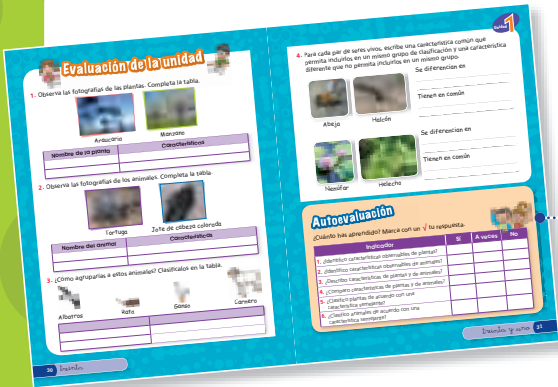 Evaluación de la unidad
1. Observa las fotografías de las plantas. Completa la tabla.
Araucaria
Manzano
Nombre de la planta
Características
2. Observa las fotografías de los animales. Completa la tabla.
Tortuga
Jote de cabeza colorada
Nombre del animal
Características
3. ¿Cómo agruparías a estos animales? Clasifícalos en la tabla.
Albatros
Rata
Ganso
Carnero
30 treinta
Unidad 1
4. Para cada par de seres vivos, escribe una característica común que
permita incluirlos en un mismo grupo de clasificación y una característica
diferente que no permita incluirlos en un mismo grupo.
Se diferencian en
Tienen en común
Abeja
Halcón
Se diferencian en
Tienen en común
Nenúfar
Helecho
Autoevaluación
¿Cuánto has aprendido? Marca con un √ tu respuesta.
Indicador
Sí
A veces
No
1. ¿Identifico características observables de plantas?
2. ¿Identifico características observables de animales?
3. ¿Describo características de plantas y de animales?
4. ¿Comparo características de plantas y de animales?
5. ¿Clasifico plantas de acuerdo con una
característica semejante?
6. ¿Clasifico animales de acuerdo con una
característica semejante?
treinta y uno 31